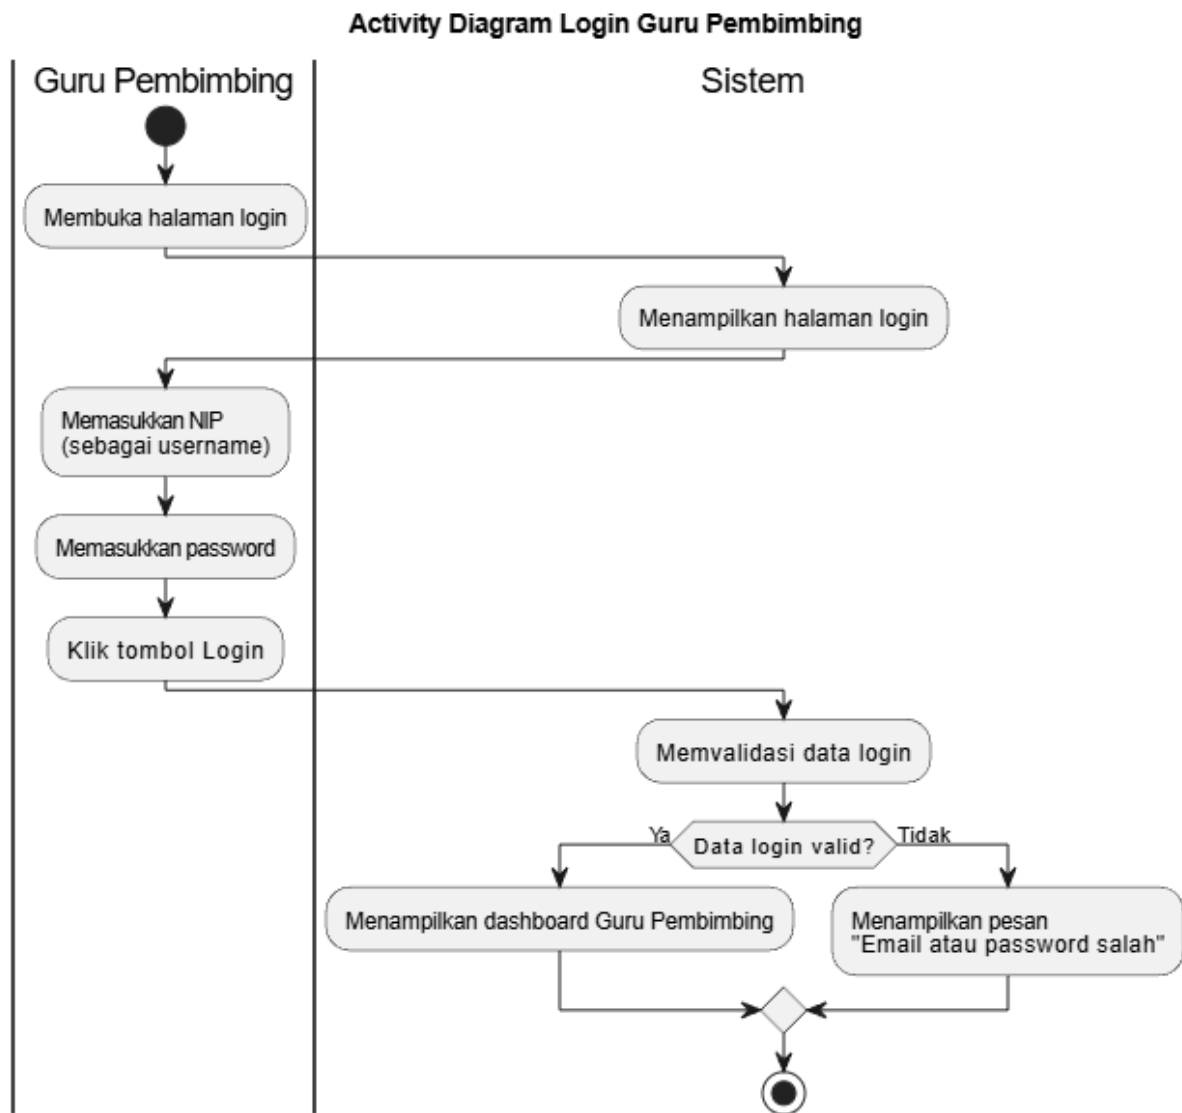 Activity Diagram Login Guru Pembimbing
Guru Pembimbing
Sistem
Membuka halaman login
Menampilkan halaman login
Memasukkan NIP
(sebagai username)
Memasukkan password
Klik tombol Login
Memvalidasi data login
Data login valid?
Ya
Tidak
Menampilkan dashboard Guru Pembimbing
Menampilkan pesan
"Email atau password salah"